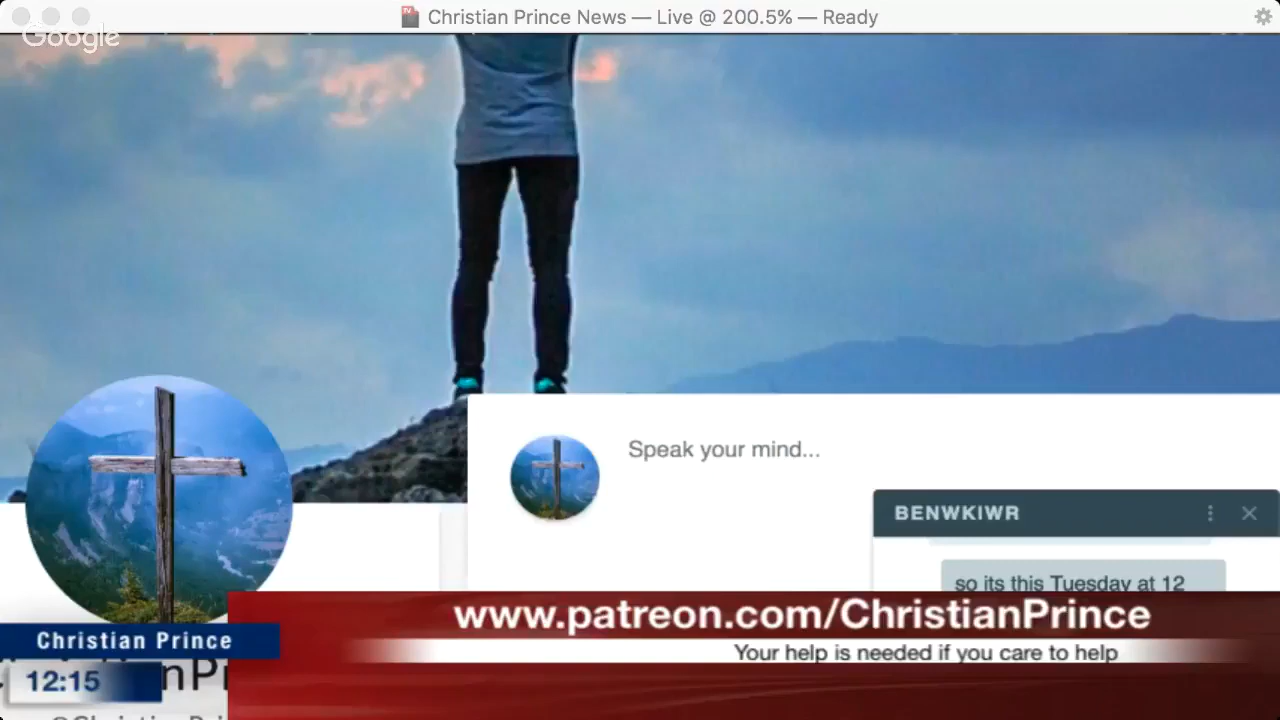 Christian Prince News — Live @ 200.5% — Ready
Google
Speak your mind...
BENWKIWR
so its this Tuesday at 12
www.patreon.com/ChristianPrince
Christian Prince
Your help is needed if you care to help
12:15